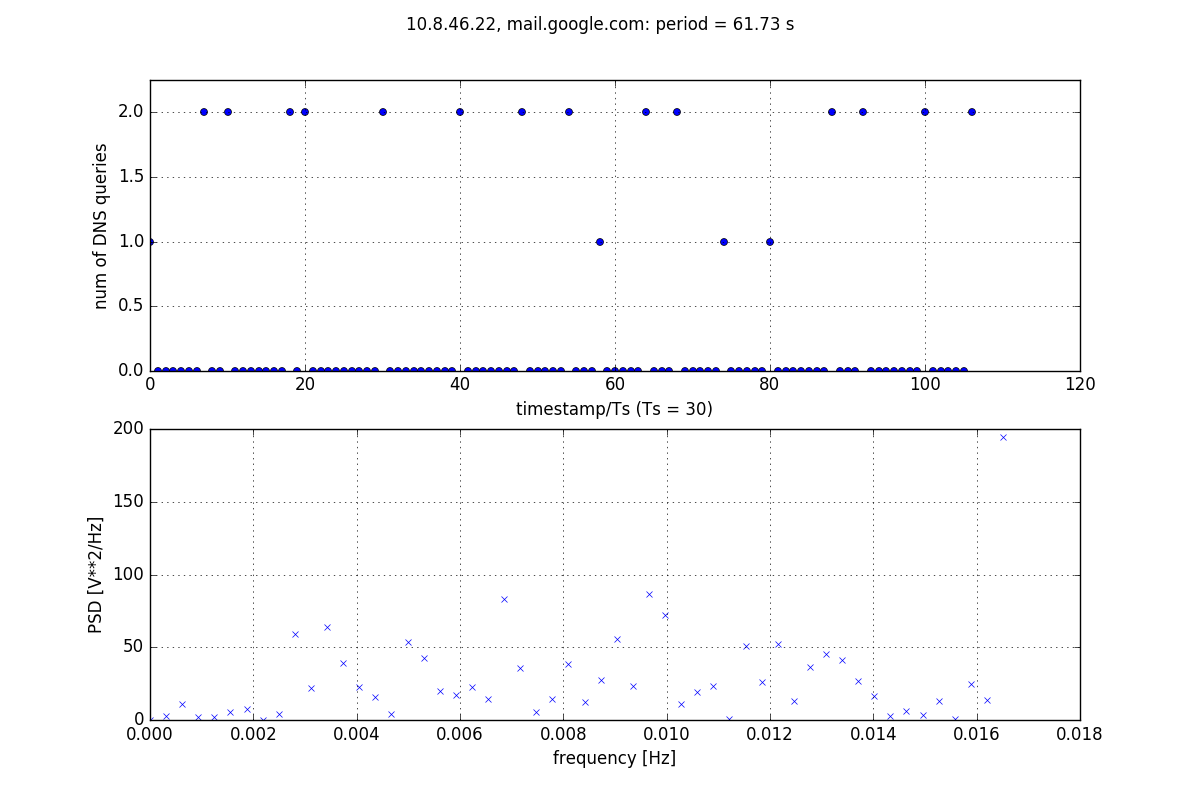 10.8.46.22, mail.google.com: period = 61.73 s
num of DNS queries
2.0
1.5
1.0
0.5
0.0
0 20 40 60 80 100 120
timestamp/Ts (Ts = 30)
PSD [V**2/Hz]
200
150
100
50
0
0.000 0.002 0.004 0.006 0.008 0.010 0.012 0.014 0.016 0.018
frequency [Hz]